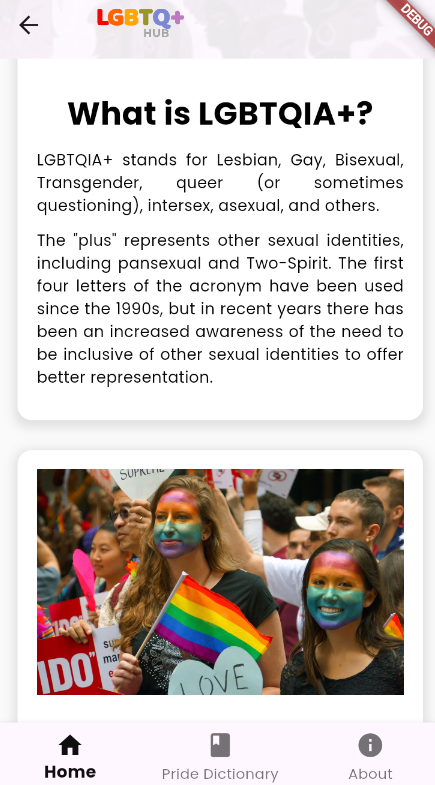 LGBTQ+
HUB
DEBUG
What is LGBTQIA+?
LGBTQIA+ stands for Lesbian, Gay, Bisexual,
Transgender, queer (or sometimes
questioning), intersex, asexual, and others.
The "plus" represents other sexual identities,
including pansexual and Two-Spirit. The first
four letters of the acronym have been used
since the 1990s, but in recent years there has
been an increased awareness of the need to
be inclusive of other sexual identities to offer
better representation.
SUPREME
IDO"
LOVE
Home
Pride Dictionary
About